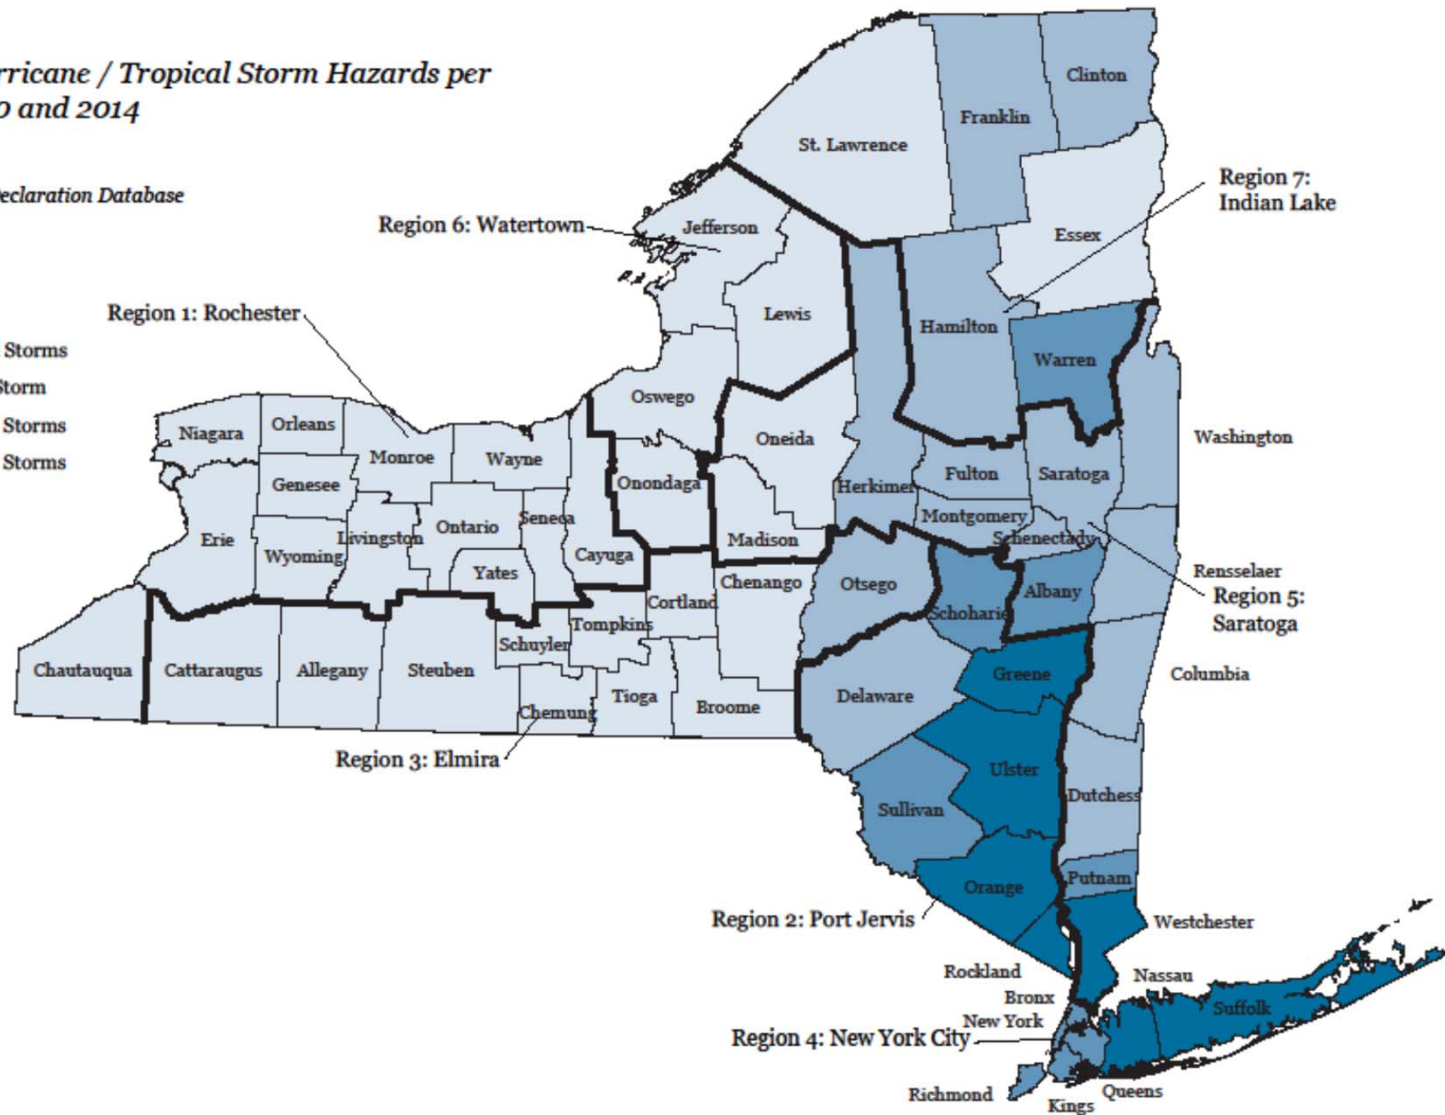 rricane / Tropical Storm Hazards per
0 and 2014
eclaration Database
Storms
Storm
Storms
Storms
Clinton
Franklin
St. Lawrence
Region 7:
Indian Lake
Region 6: Watertown
Jefferson
Essex
Region 1: Rochester
Lewis
Hamilton
Warren
Oswego
Niagara
Orleans
Oneida
Washington
Monroe
Wayne
Genesee
Onondaga
Herkimer
Fulton
Saratoga
Montgomery
Seneca
Ontario
Erie
Wyoming
Livingston
Cayuga
Madison
Schenectady
Yates
Chenango
Otsego
Rensselaer
Albany
Region 5:
Saratoga
Cortland
Schoharie
Tompkins
Schuyler
Chautauqua
Cattaraugus
Allegany
Steuben
Greene
Columbia
Tioga
Delaware
Chemung
Broome
Region 3: Elmira
Ulster
Dutchess
Sullivan
Putnam
Orange
Region 2: Port Jervis
Westchester
Rockland
Nassau
Bronx
Suffolk
New York
Region 4: New York City
Richmond
Queens
Kings